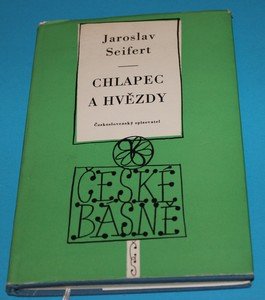 Jaroslav
Seifert
CHLAPEC
A HVĚZDY
Československý spisovatel
ČESKÉ
BÁSNĚ